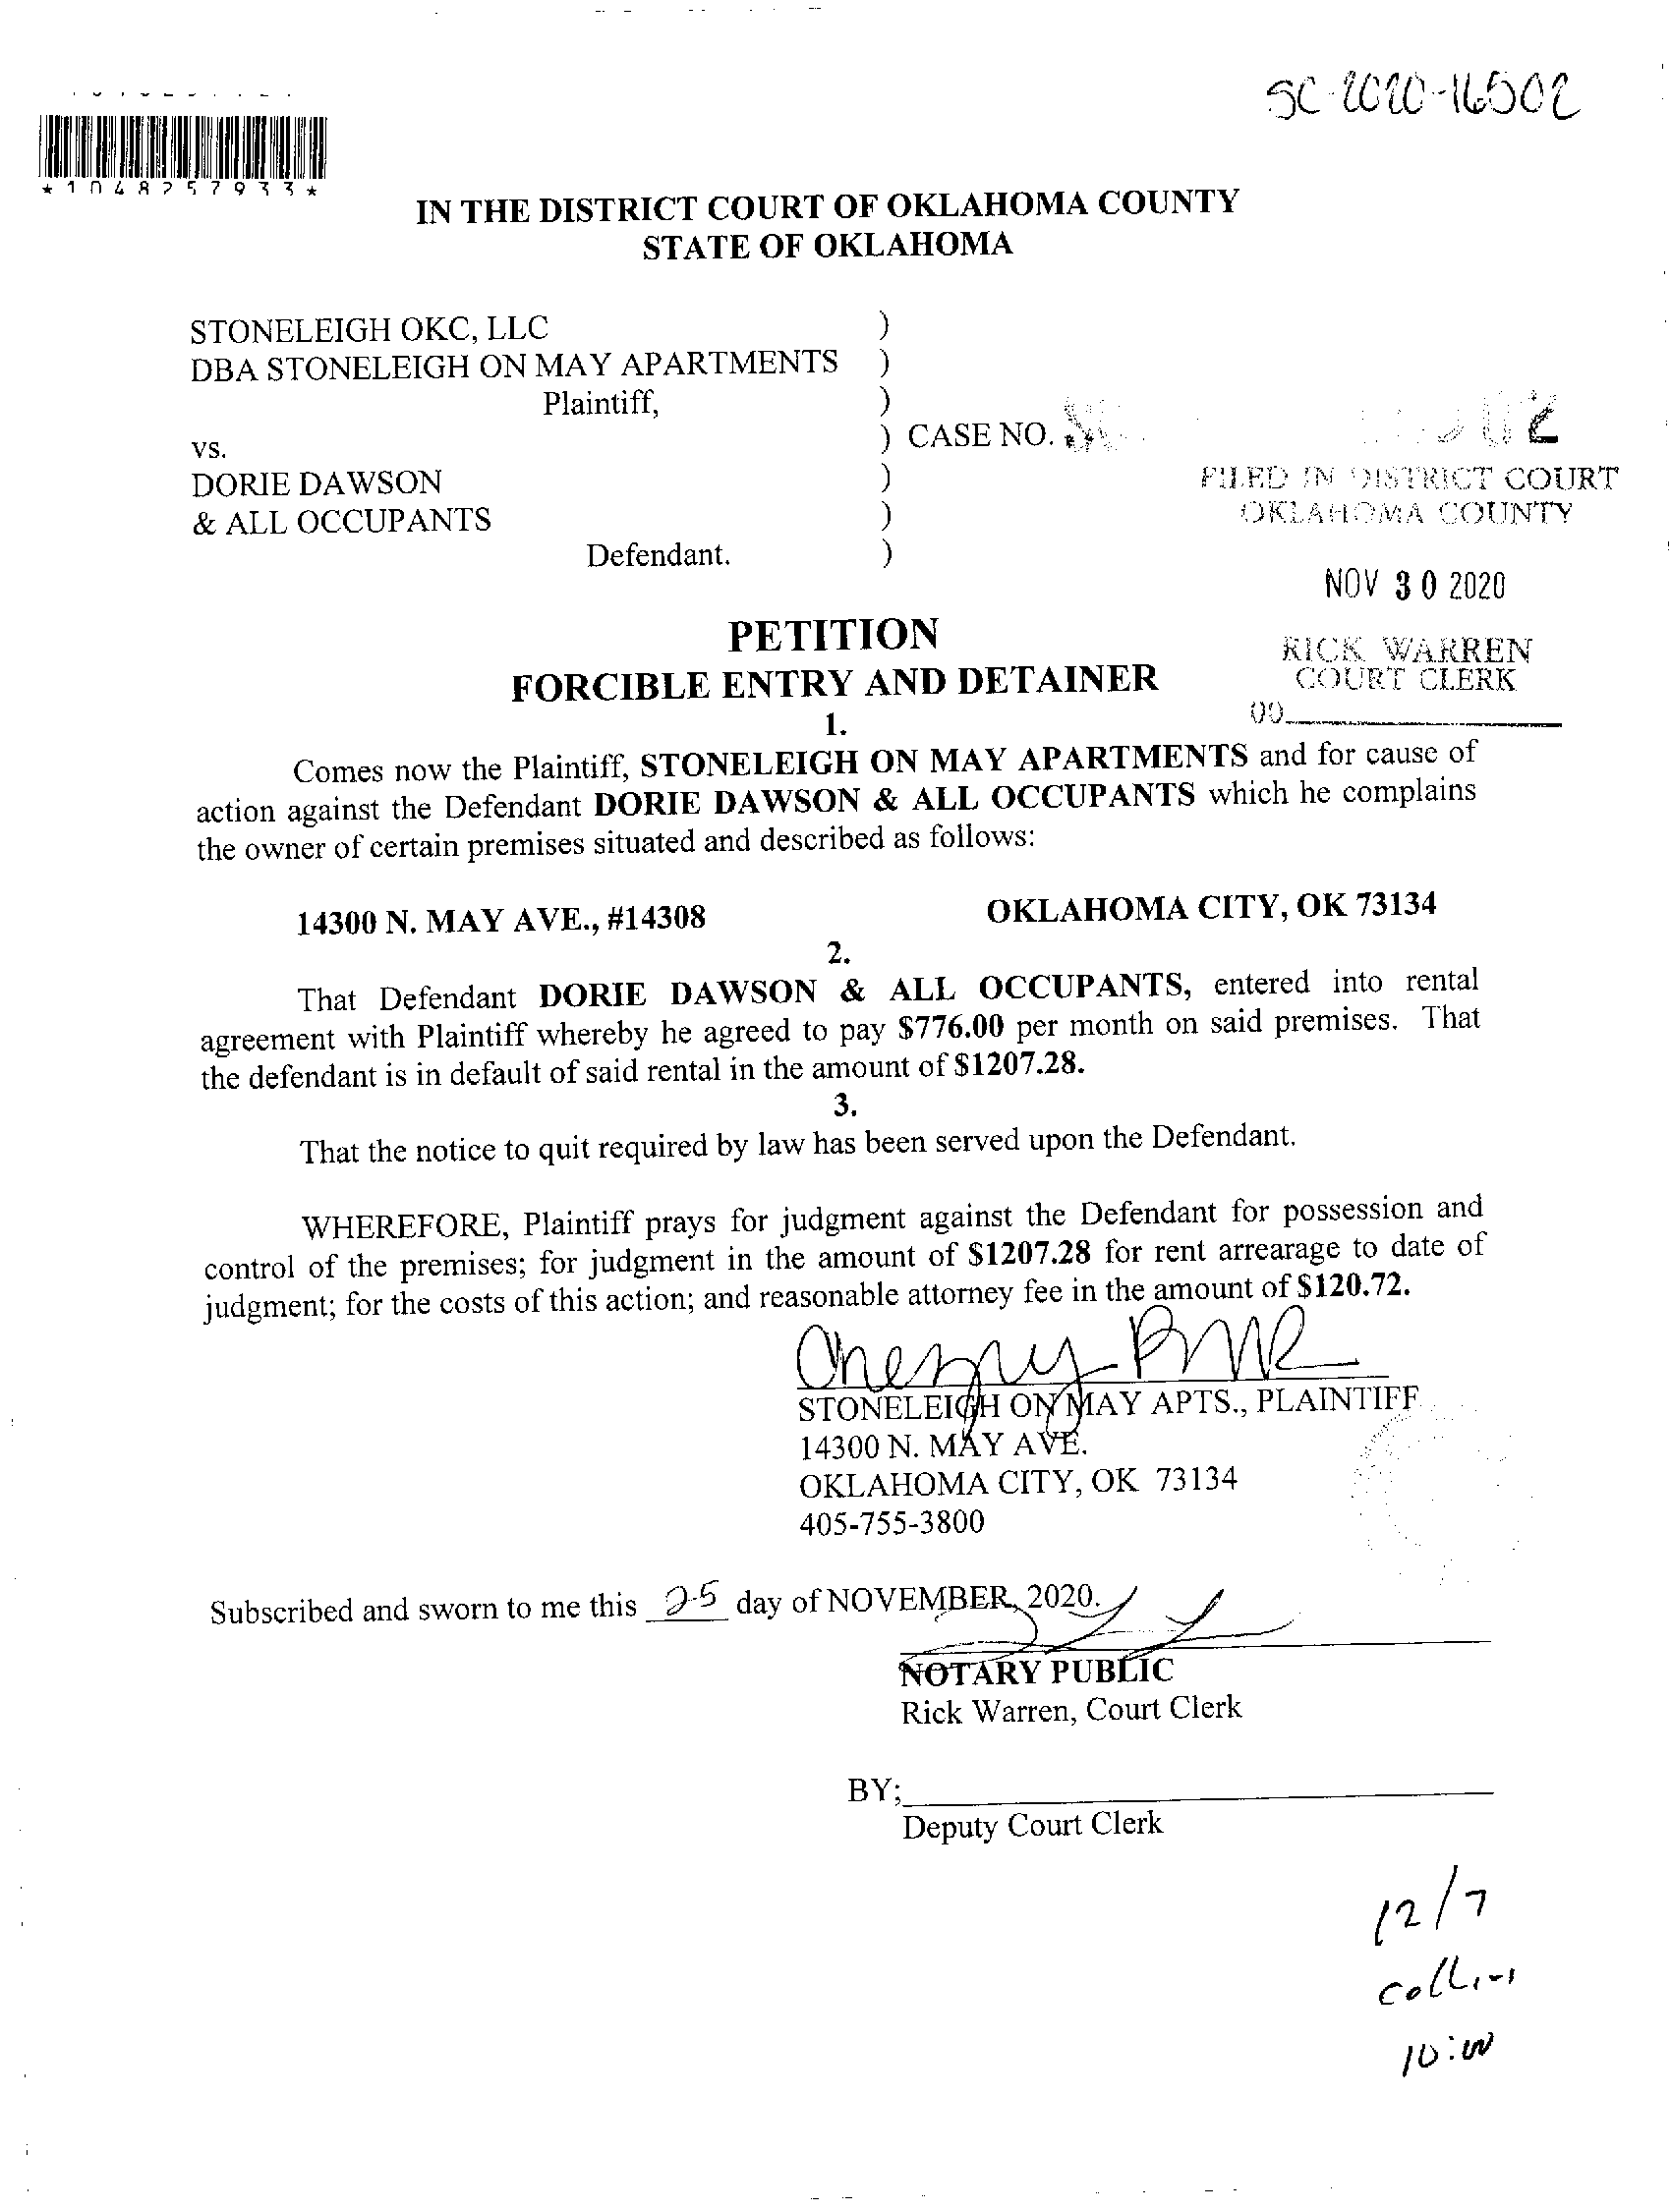 SC-2020-16502
*1048257933*
IN THE DISTRICT COURT OF OKLAHOMA COUNTY
STATE OF OKLAHOMA
STONELEIGH OKC, LLC )
DBA STONELEIGH ON MAY APARTMENTS )
Plaintiff, )
vs. ) CASE NO.
DORIE DAWSON )
& ALL OCCUPANTS )
Defendant. )
FILED IN DISTRICT COURT
OKLAHOMA COUNTY
NOV 30 2020
RICK WARREN
COURT CLERK
PETITION
FORCIBLE ENTRY AND DETAINER
1.
Comes now the Plaintiff, STONELEIGH ON MAY APARTMENTS and for cause of
action against the Defendant DORIE DAWSON & ALL OCCUPANTS which he complains
the owner of certain premises situated and described as follows:
14300 N. MAY AVE., #14308 OKLAHOMA CITY, OK 73134
2.
That Defendant DORIE DAWSON & ALL OCCUPANTS, entered into rental
agreement with Plaintiff whereby he agreed to pay $776.00 per month on said premises. That
the defendant is in default of said rental in the amount of $1207.28.
3.
That the notice to quit required by law has been served upon the Defendant.
WHEREFORE, Plaintiff prays for judgment against the Defendant for possession and
control of the premises; for judgment in the amount of $1207.28 for rent arrearage to date of
judgment; for the costs of this action; and reasonable attorney fee in the amount of $120.72.
STONELEIGH ON MAY APTS., PLAINTIFF
14300 N. MAY AVE.
OKLAHOMA CITY, OK 73134
405-755-3800
Subscribed and sworn to me this 25 day of NOVEMBER, 2020.
NOTARY PUBLIC
Rick Warren, Court Clerk
BY;
Deputy Court Clerk
12/7
10:00